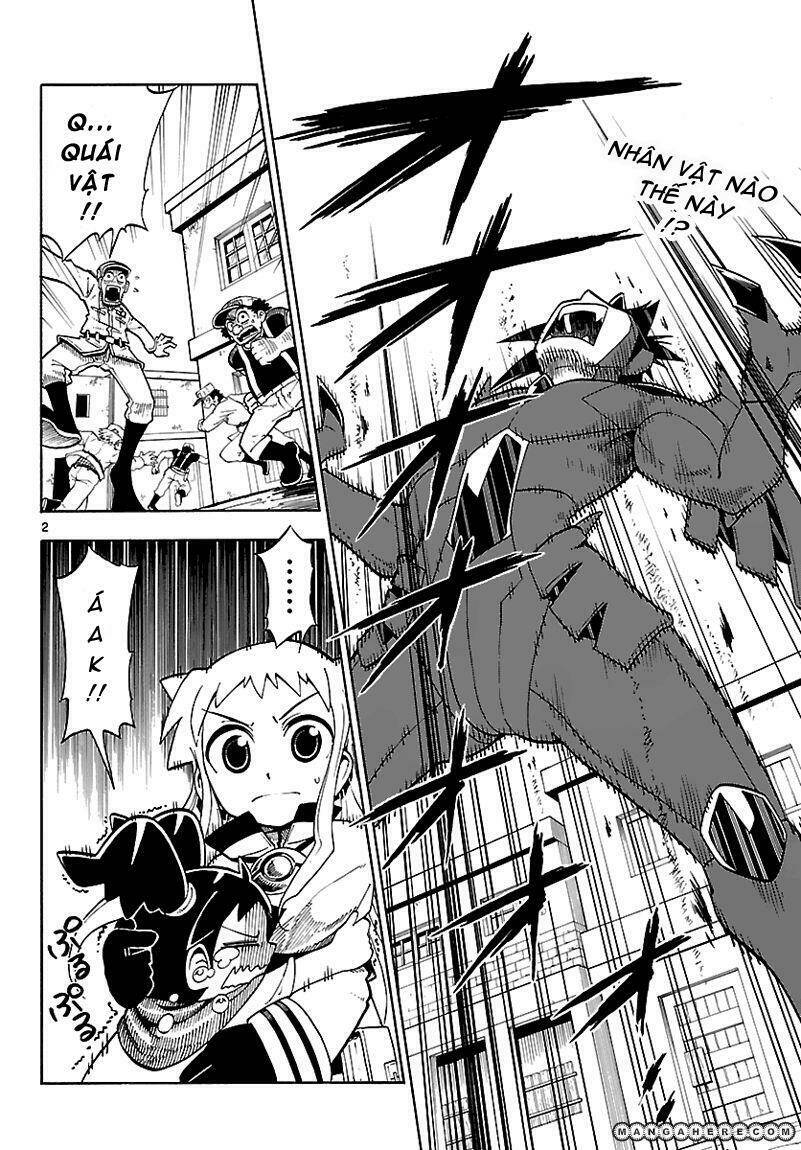 NHÂN VẬT NÀO
THẾ NÀY
!?
Q...
QUÁI
VẬT
!!
2
.....
Á
A
K
!!
ぷるぷる
MANGAHERE.COM